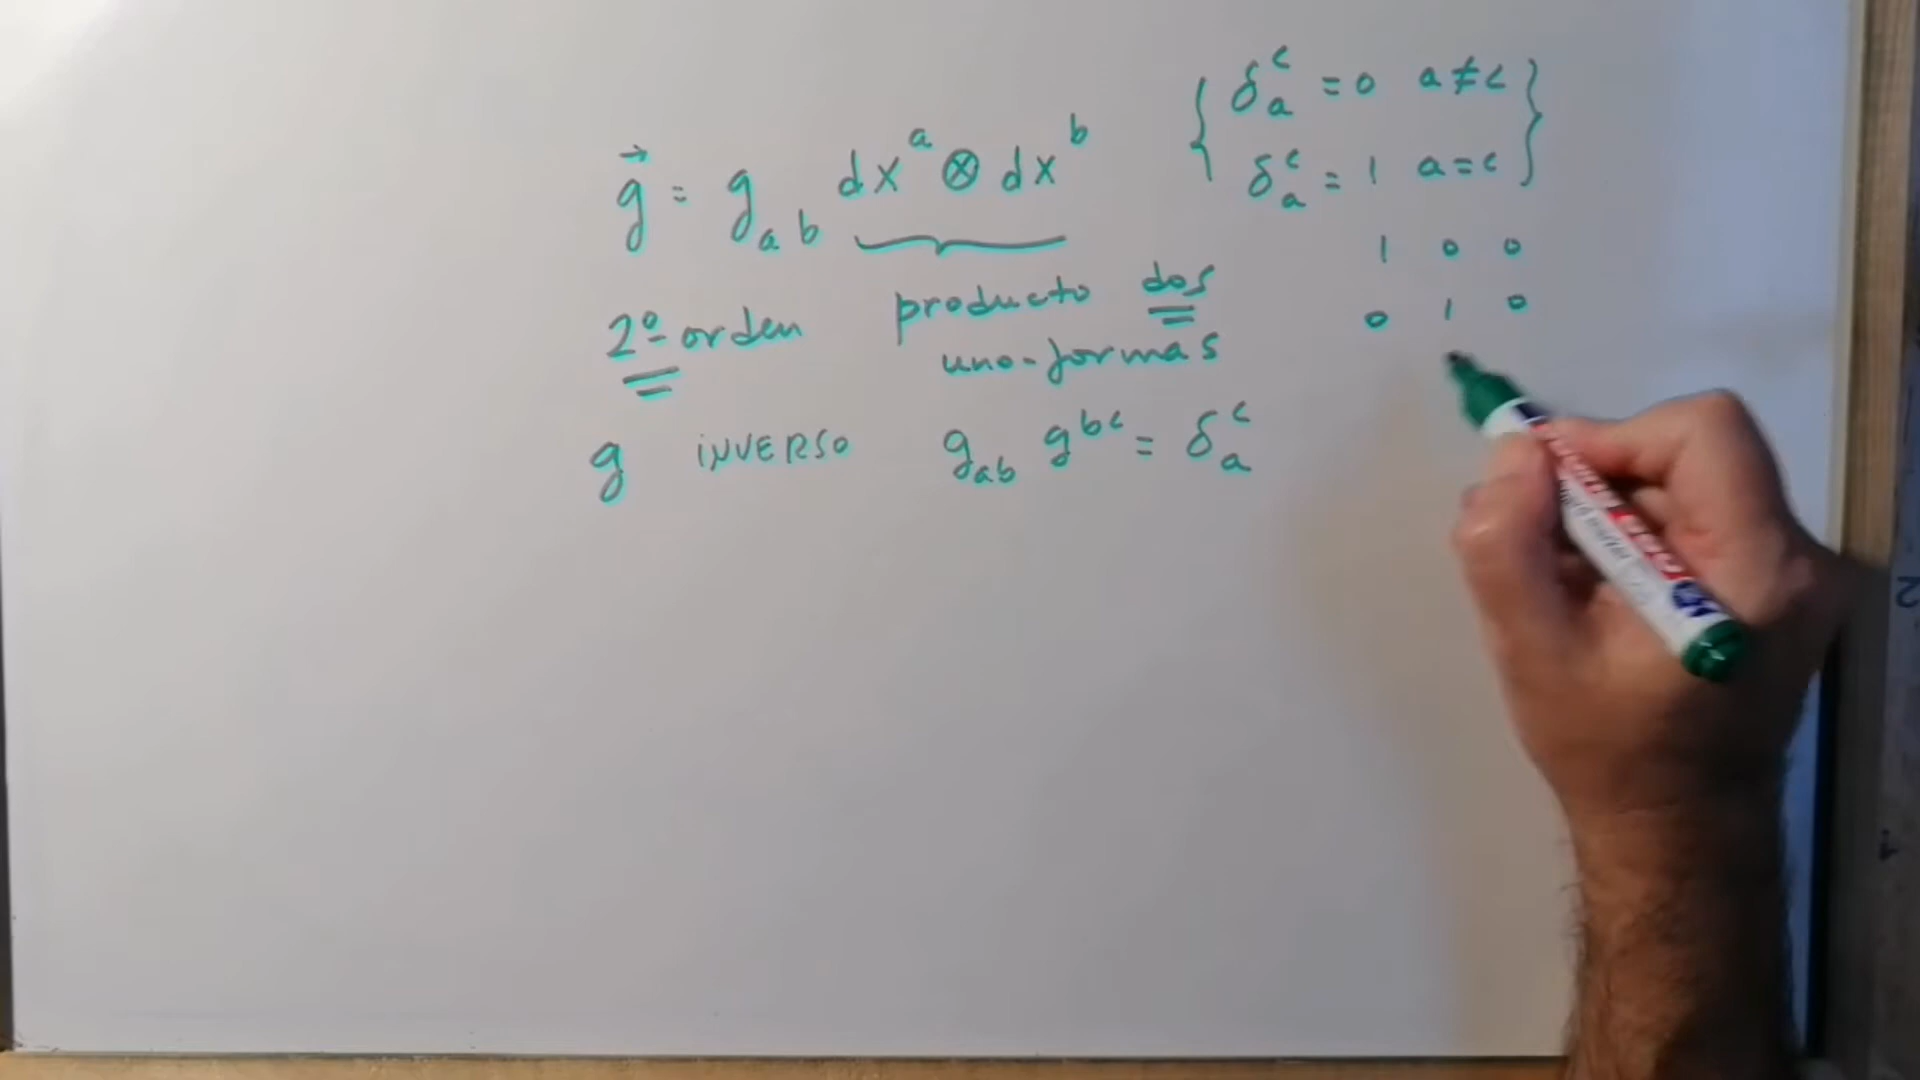 g⃗ = g_ab dx^a ⊗ dx^b
2º orden
producto dos
uno-formas
g INVERSO g_ab g^bc = δ_a^c
{ δ_a^c = 0 a≠c }
{ δ_a^c = 1 a=c }
1 0 0
0 1 0
2